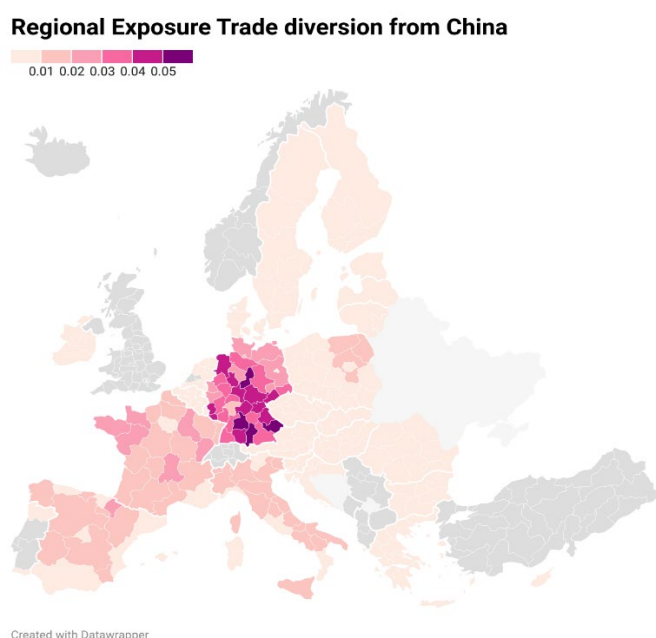 Regional Exposure Trade diversion from China
0.01 0.02 0.03 0.04 0.05
Created with Datawrapper